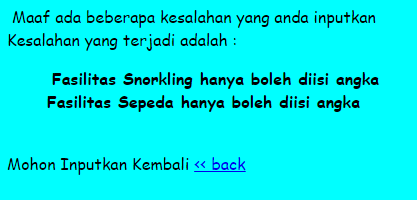 Maaf ada beberapa kesalahan yang anda inputkan
Kesalahan yang terjadi adalah :
Fasilitas Snorkling hanya boleh diisi angka
Fasilitas Sepeda hanya boleh diisi angka
Mohon Inputkan Kembali << back